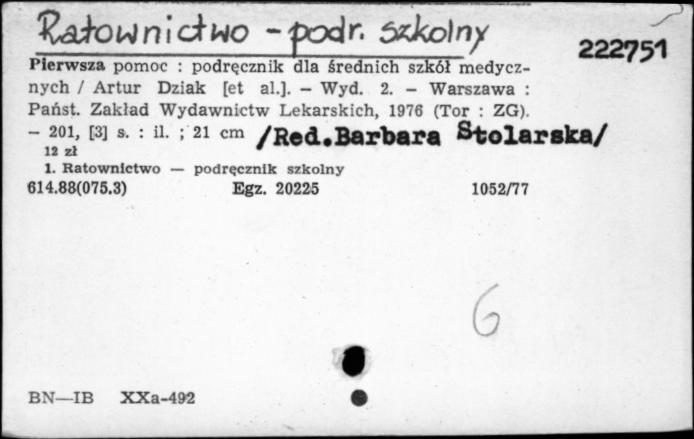 Ratownictwo - podr. szkolny
222751
Pierwsza pomoc : podręcznik dla średnich szkół medycz-
nych / Artur Dziak [et al.]. – Wyd. 2. – Warszawa :
Państ. Zakład Wydawnictw Lekarskich, 1976 (Tor : ZG).
– 201, [3] s. : il. ; 21 cm /Red.Barbara Stolarska/
12 zł
1. Ratownictwo — podręcznik szkolny
614.88(075.3) Egz. 20225 1052/77
6
BN—IB XXa-492